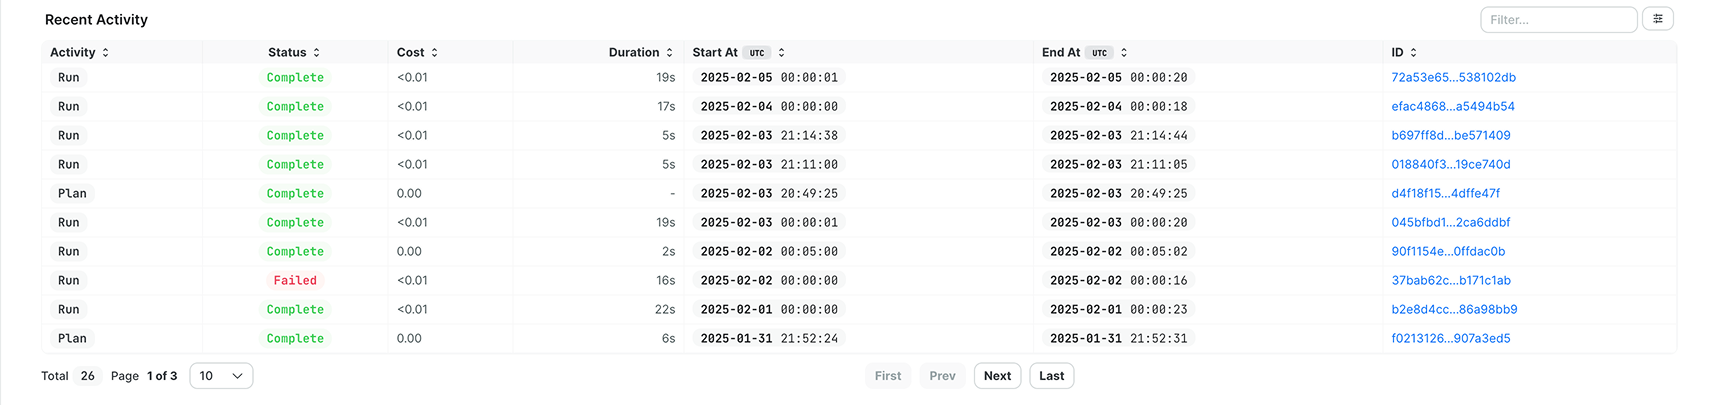 Recent Activity Filter...
Activity Status Cost Duration Start At UTC End At UTC ID
Run Complete <0.01 19s 2025-02-05 00:00:01 2025-02-05 00:00:20 72a53e65...538102db
Run Complete <0.01 17s 2025-02-04 00:00:00 2025-02-04 00:00:18 efac4868...a5494b54
Run Complete <0.01 5s 2025-02-03 21:14:38 2025-02-03 21:14:44 b697ff8d...be571409
Run Complete <0.01 5s 2025-02-03 21:11:00 2025-02-03 21:11:05 018840f3...19ce740d
Plan Complete 0.00 - 2025-02-03 20:49:25 2025-02-03 20:49:25 d4f18f15...4dffe47f
Run Complete <0.01 19s 2025-02-03 00:00:01 2025-02-03 00:00:20 045bfbd1...2ca6ddbf
Run Complete 0.00 2s 2025-02-02 00:05:00 2025-02-02 00:05:02 90f1154e...0ffdac0b
Run Failed <0.01 16s 2025-02-02 00:00:00 2025-02-02 00:00:16 37bab62c...b171c1ab
Run Complete <0.01 22s 2025-02-01 00:00:00 2025-02-01 00:00:23 b2e8d4cc...86a98bb9
Plan Complete 0.00 6s 2025-01-31 21:52:24 2025-01-31 21:52:31 f0213126...907a3ed5
Total 26 Page 1 of 3 10 First Prev Next Last